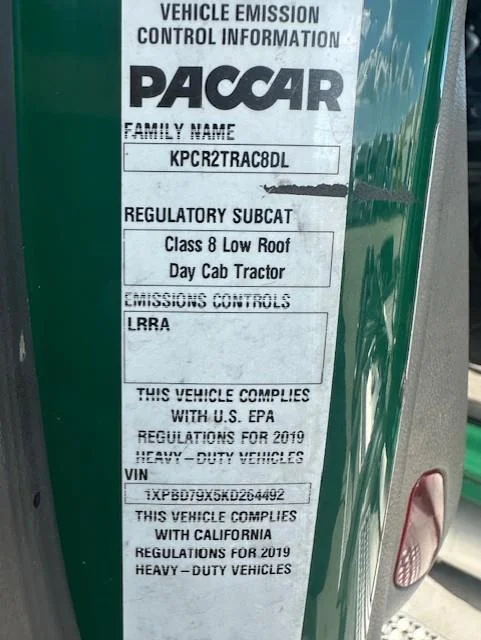 VEHICLE EMISSION
CONTROL INFORMATION
PACCAR
FAMILY NAME
KPCR2TRAC8DL
REGULATORY SUBCAT
Class 8 Low Roof
Day Cab Tractor
EMISSIONS CONTROLS
LRRA
THIS VEHICLE COMPLIES
WITH U.S. EPA
REGULATIONS FOR 2019
HEAVY-DUTY VEHICLES
VIN
1XPBD79X5KD264492
THIS VEHICLE COMPLIES
WITH CALIFORNIA
REGULATIONS FOR 2019
HEAVY-DUTY VEHICLES